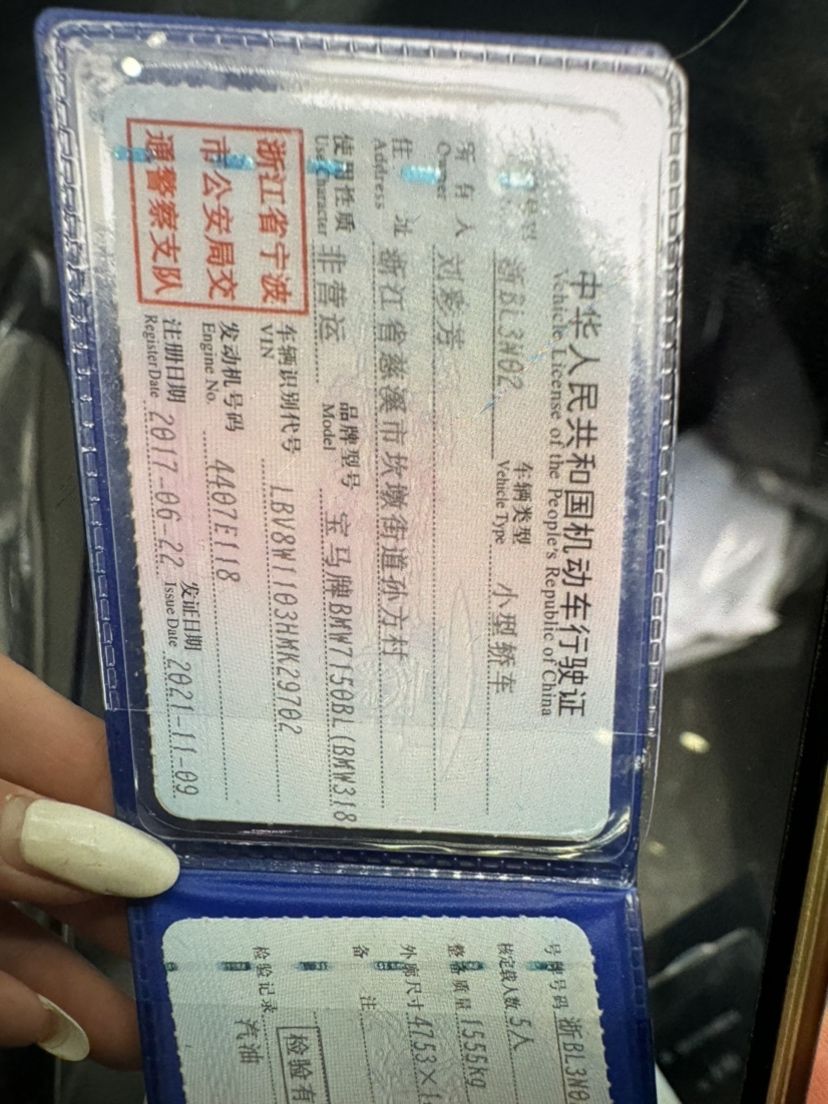 中华人民共和国机动车行驶证
Vehicle License of the People's Republic of China
浙BL3N02 车辆类型 小型轿车
Vehicle Type
所有人 刘彩芳
Owner
住址 浙江省慈溪市坎墩街道孙方村
Address
使用性质 非营运 品牌型号 宝马牌BMW7150BL(BMW318
Use Character Model
浙江省宁波
市公安局交
通警察支队
车辆识别代号 LBV8W1103HMK29702
VIN
发动机号码 4407E118
Engine No.
注册日期 2017-06-22 发证日期 2021-11-09
Register Date Issue Date
号牌号码 浙BL3N0
核定载人数 5人
整备质量 1555kg
外廓尺寸 4753×1
备注
检验有
检验记录 汽油